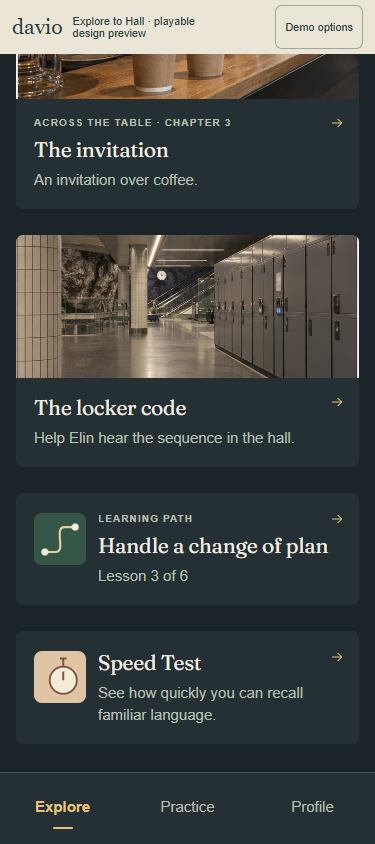 davio
Explore to Hall · playable
design preview
Demo options
ACROSS THE TABLE · CHAPTER 3
The invitation
An invitation over coffee.
The locker code
Help Elin hear the sequence in the hall.
LEARNING PATH
Handle a change of plan
Lesson 3 of 6
Speed Test
See how quickly you can recall
familiar language.
Explore
Practice
Profile